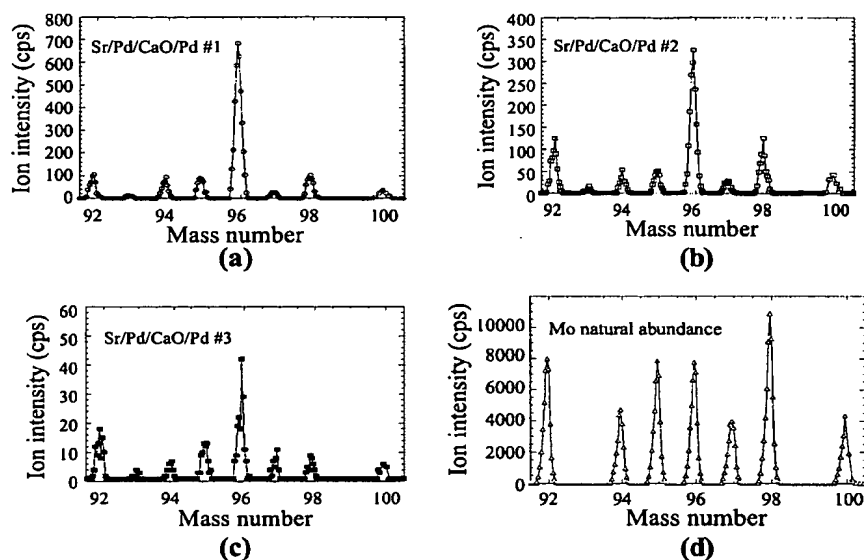 Sr/Pd/CaO/Pd #1
Ion intensity (cps)
800
700
600
500
400
300
200
100
0
92 94 96 98 100
Mass number
(a)
Sr/Pd/CaO/Pd #2
Ion intensity (cps)
400
350
300
250
200
150
100
50
0
92 94 96 98 100
Mass number
(b)
Sr/Pd/CaO/Pd #3
Ion intensity (cps)
60
50
40
30
20
10
0
92 94 96 98 100
Mass number
(c)
Mo natural abundance
Ion intensity (cps)
10000
8000
6000
4000
2000
0
92 94 96 98 100
Mass number
(d)